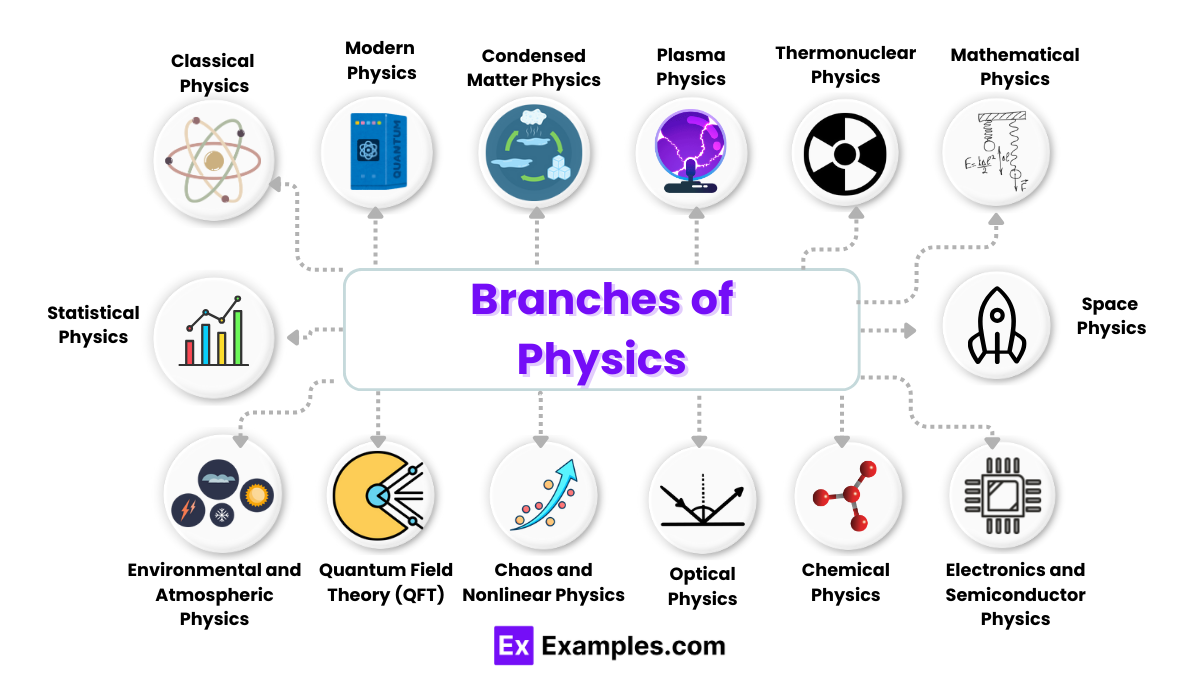 Classical
Physics
Modern
Physics
Condensed
Matter Physics
Plasma
Physics
Thermonuclear
Physics
Mathematical
Physics
QUANTUM
Statistical
Physics
Branches of
Physics
Space
Physics
Environmental and
Atmospheric
Physics
Quantum Field
Theory (QFT)
Chaos and
Nonlinear Physics
Optical
Physics
Chemical
Physics
Electronics and
Semiconductor
Physics
Ex Examples.com